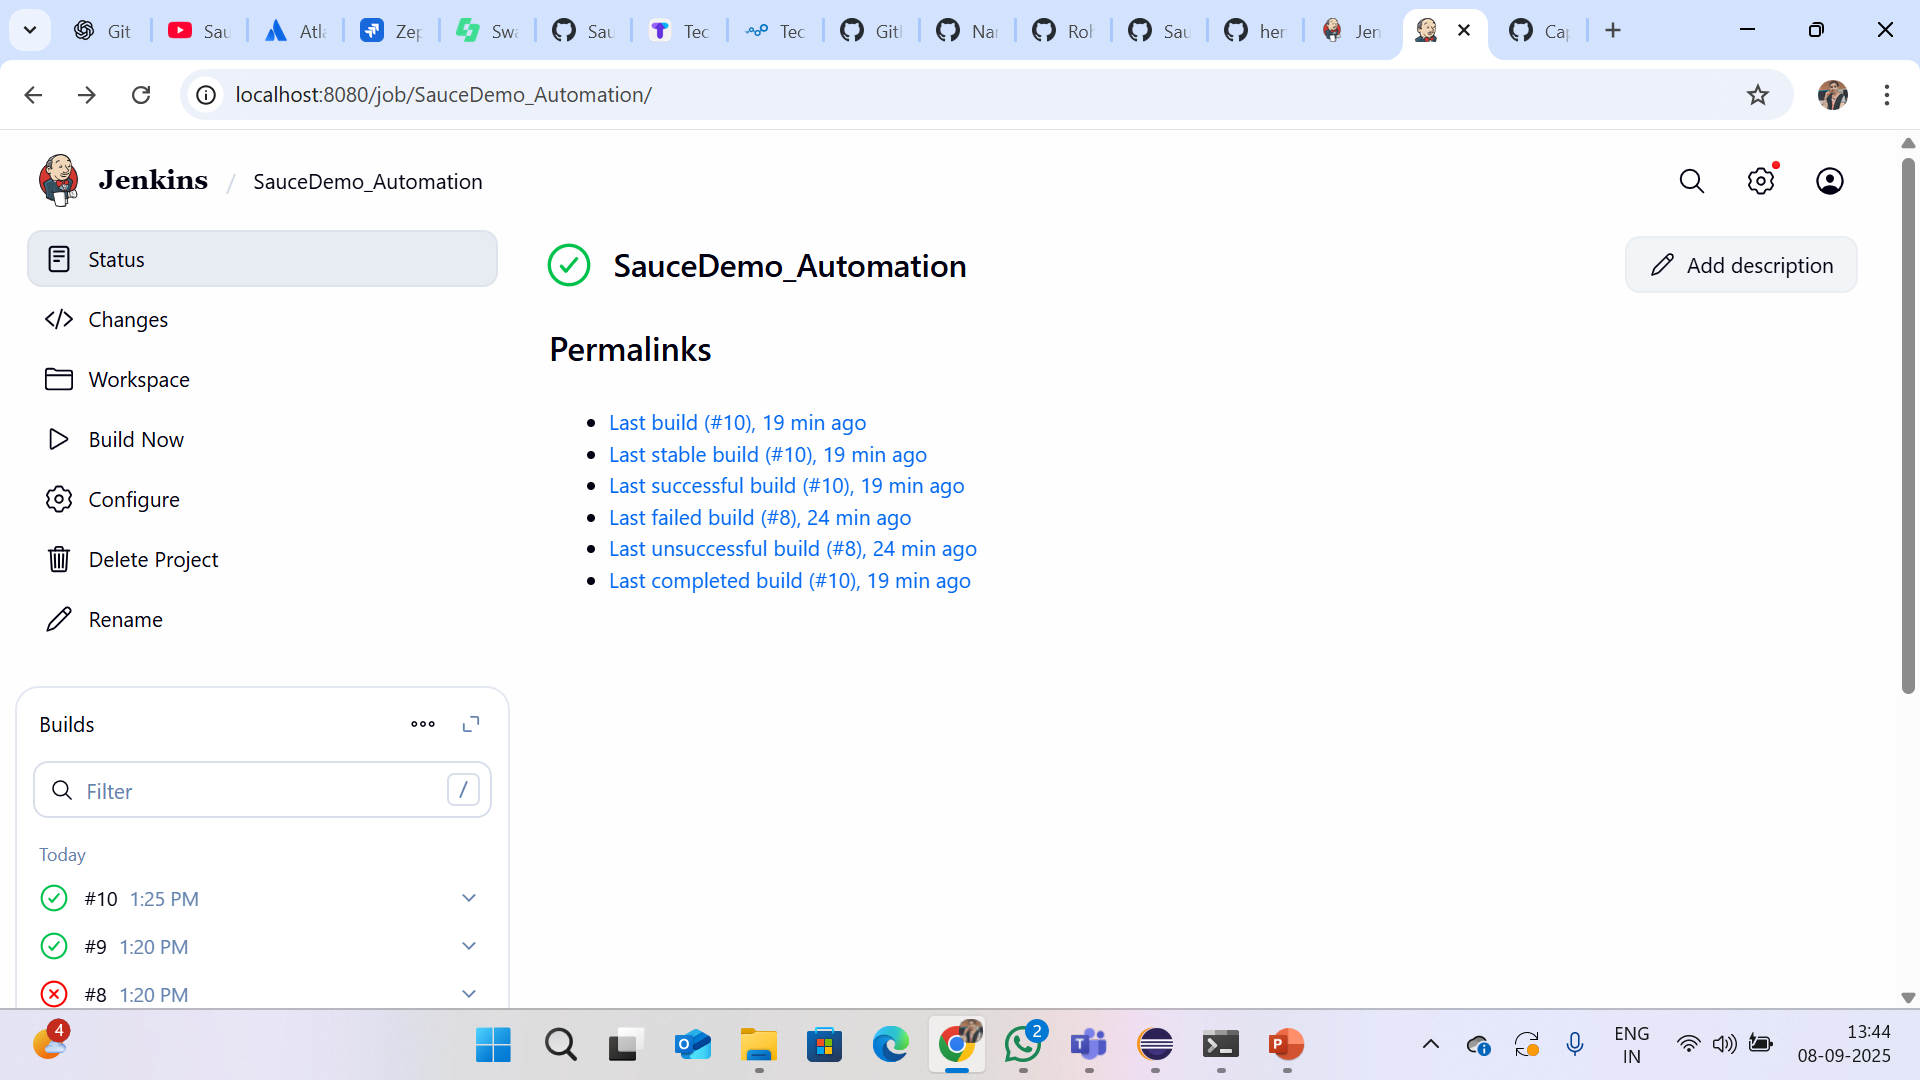 Git
Sau
Atla
Zep
Swa
Sau
Tec
Tec
Git
Nan
Roh
Sau
her
Jen
Cap
localhost:8080/job/SauceDemo_Automation/
Jenkins / SauceDemo_Automation
Status
Changes
Workspace
Build Now
Configure
Delete Project
Rename
SauceDemo_Automation
Add description
Permalinks
Last build (#10), 19 min ago
Last stable build (#10), 19 min ago
Last successful build (#10), 19 min ago
Last failed build (#8), 24 min ago
Last unsuccessful build (#8), 24 min ago
Last completed build (#10), 19 min ago
Builds
Filter /
Today
#10 1:25 PM
#9 1:20 PM
#8 1:20 PM
4
2
ENG
IN
13:44
08-09-2025